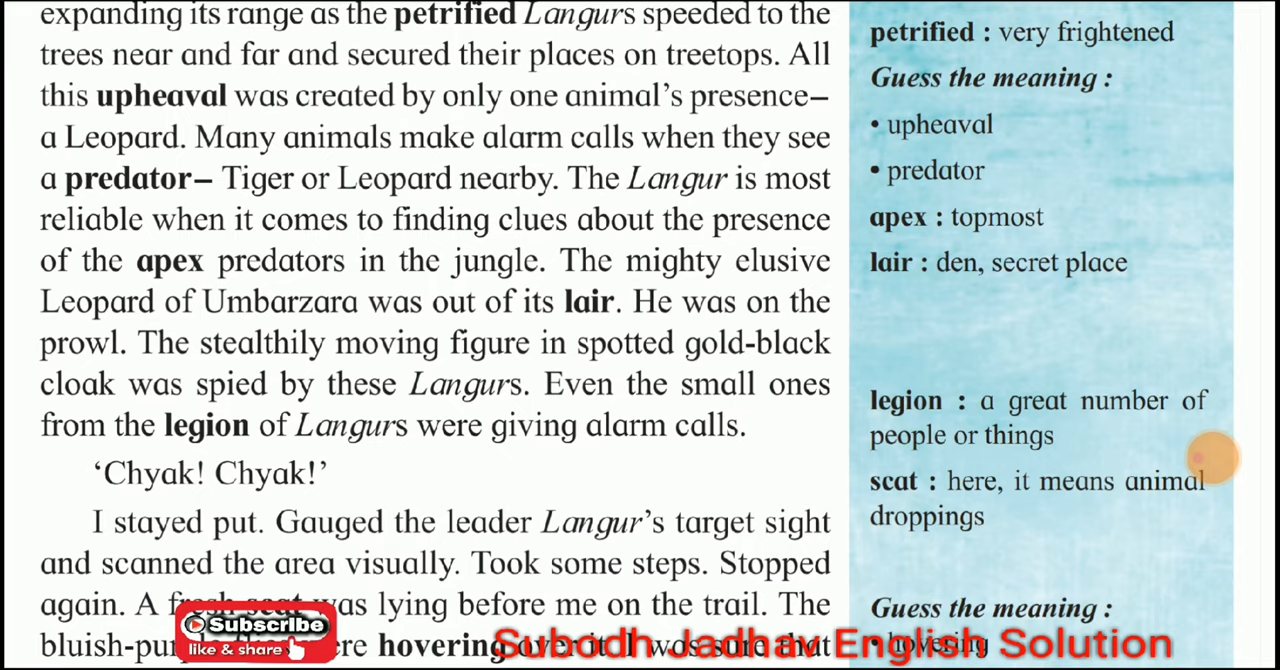 expanding its range as the petrified Langurs speeded to the
trees near and far and secured their places on treetops. All
this upheaval was created by only one animal's presence–
a Leopard. Many animals make alarm calls when they see
a predator– Tiger or Leopard nearby. The Langur is most
reliable when it comes to finding clues about the presence
of the apex predators in the jungle. The mighty elusive
Leopard of Umbarzara was out of its lair. He was on the
prowl. The stealthily moving figure in spotted gold-black
cloak was spied by these Langurs. Even the small ones
from the legion of Langurs were giving alarm calls.
'Chyak! Chyak!'
I stayed put. Gauged the leader Langur's target sight
and scanned the area visually. Took some steps. Stopped
again. A fresh scat was lying before me on the trail. The
hovering over it. I was sure that
petrified : very frightened
Guess the meaning :
• upheaval
• predator
apex : topmost
lair : den, secret place
legion : a great number of
people or things
scat : here, it means animal
droppings
Guess the meaning :
• hovering
Subscribe
like & share
Subodh Jadhav English Solution